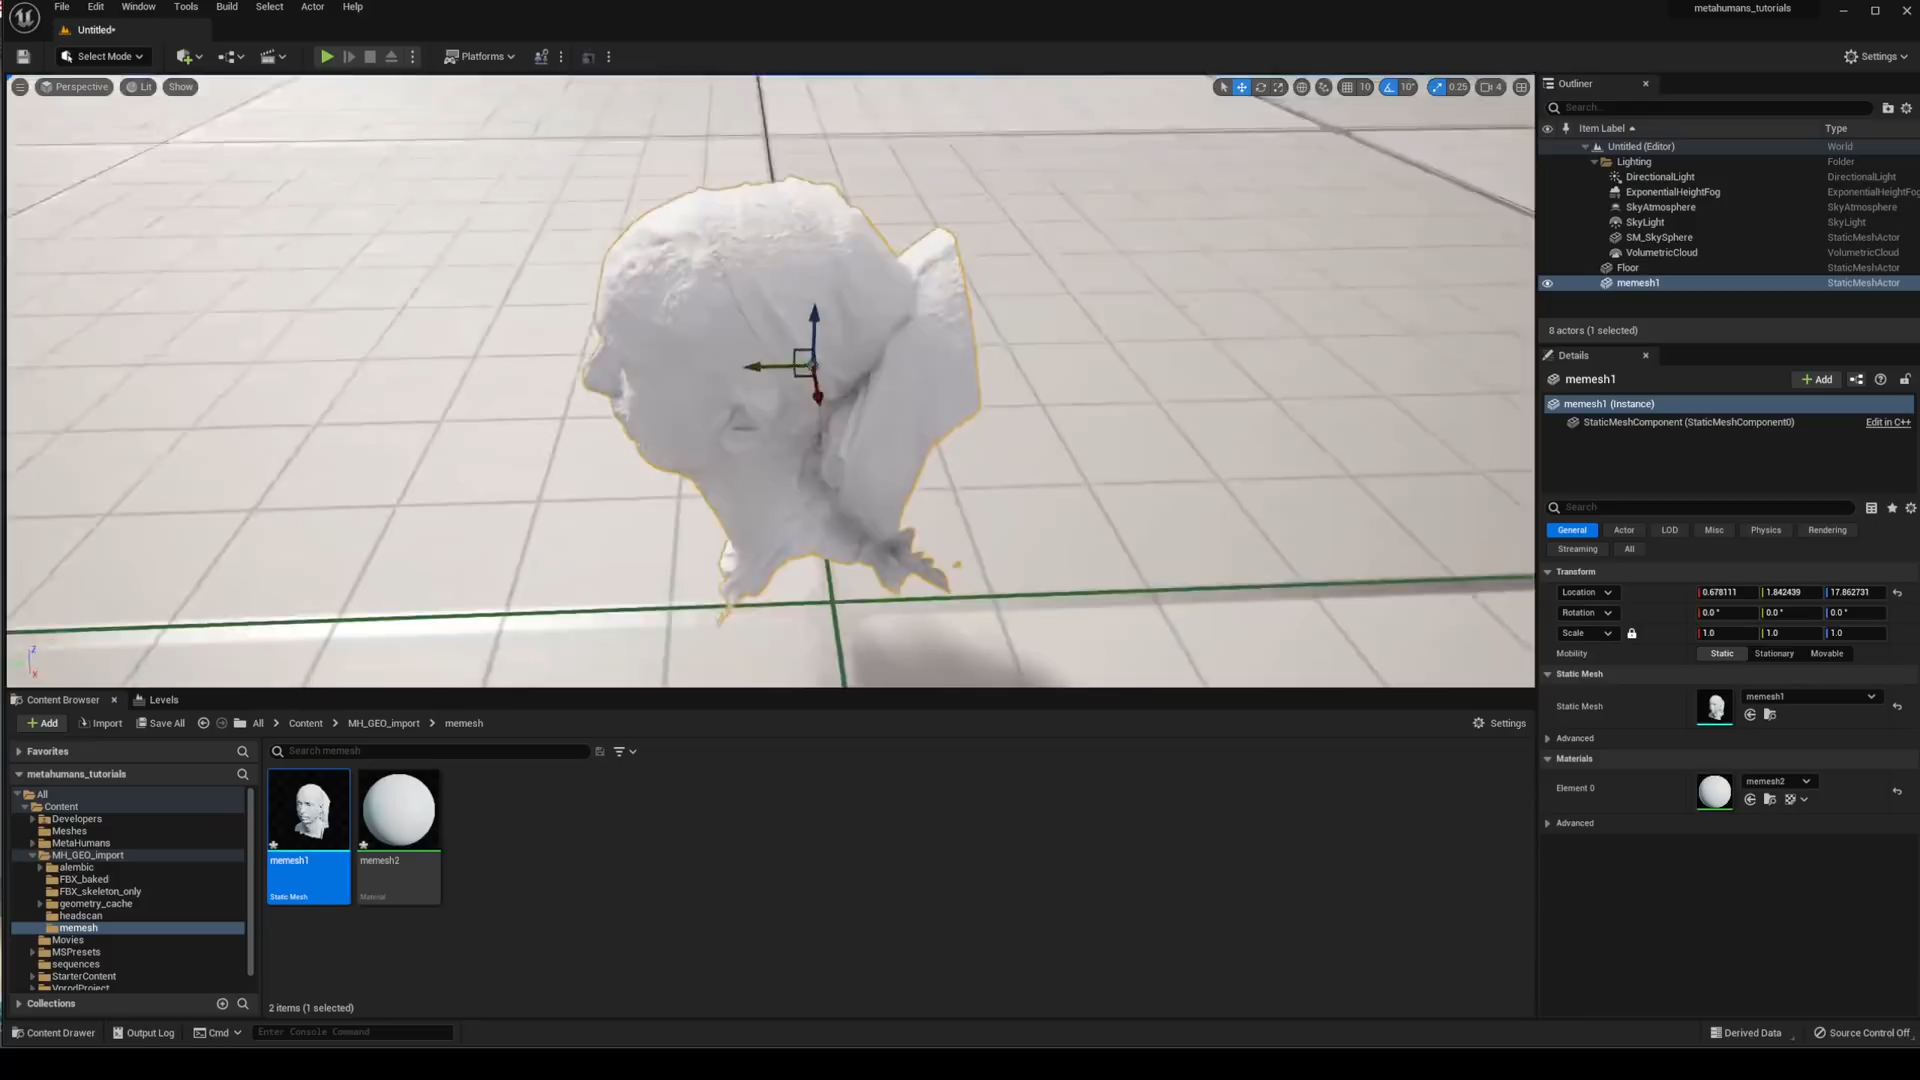 File Edit Window Tools Build Select Actor Help
metahumans_tutorials
Untitled•
Select Mode
Platforms
Settings
Perspective Lit Show
10 10° 0.25 4
Outliner
Search...
Item Label Type
Untitled (Editor) World
Lighting Folder
DirectionalLight DirectionalLight
ExponentialHeightFog ExponentialHeightFog
SkyAtmosphere SkyAtmosphere
SkyLight SkyLight
SM_SkySphere StaticMeshActor
VolumetricCloud VolumetricCloud
Floor StaticMeshActor
memesh1 StaticMeshActor
8 actors (1 selected)
Details
memesh1
Add
memesh1 (Instance)
StaticMeshComponent (StaticMeshComponent0) Edit in C++
Search
General Actor LOD Misc Physics Rendering
Streaming All
Transform
Location 0.678111 1.842439 17.862731
Rotation 0.0° 0.0° 0.0°
Scale 1.0 1.0 1.0
Mobility Static Stationary Movable
Static Mesh
Static Mesh memesh1
Advanced
Materials
Element 0 memesh2
Advanced
Z
X
Content Browser Levels
Add Import Save All All Content MH_GEO_import memesh
Settings
Favorites
Search memesh
metahumans_tutorials
All
Content
Developers
Meshes
MetaHumans
MH_GEO_import
alembic
FBX_baked
FBX_skeleton_only
geometry_cache
headscan
memesh
Movies
MSPresets
sequences
StarterContent
VprodProject
Collections
memesh1
Static Mesh
memesh2
Material
2 items (1 selected)
Content Drawer Output Log Cmd Enter Console Command
Derived Data Source Control Off